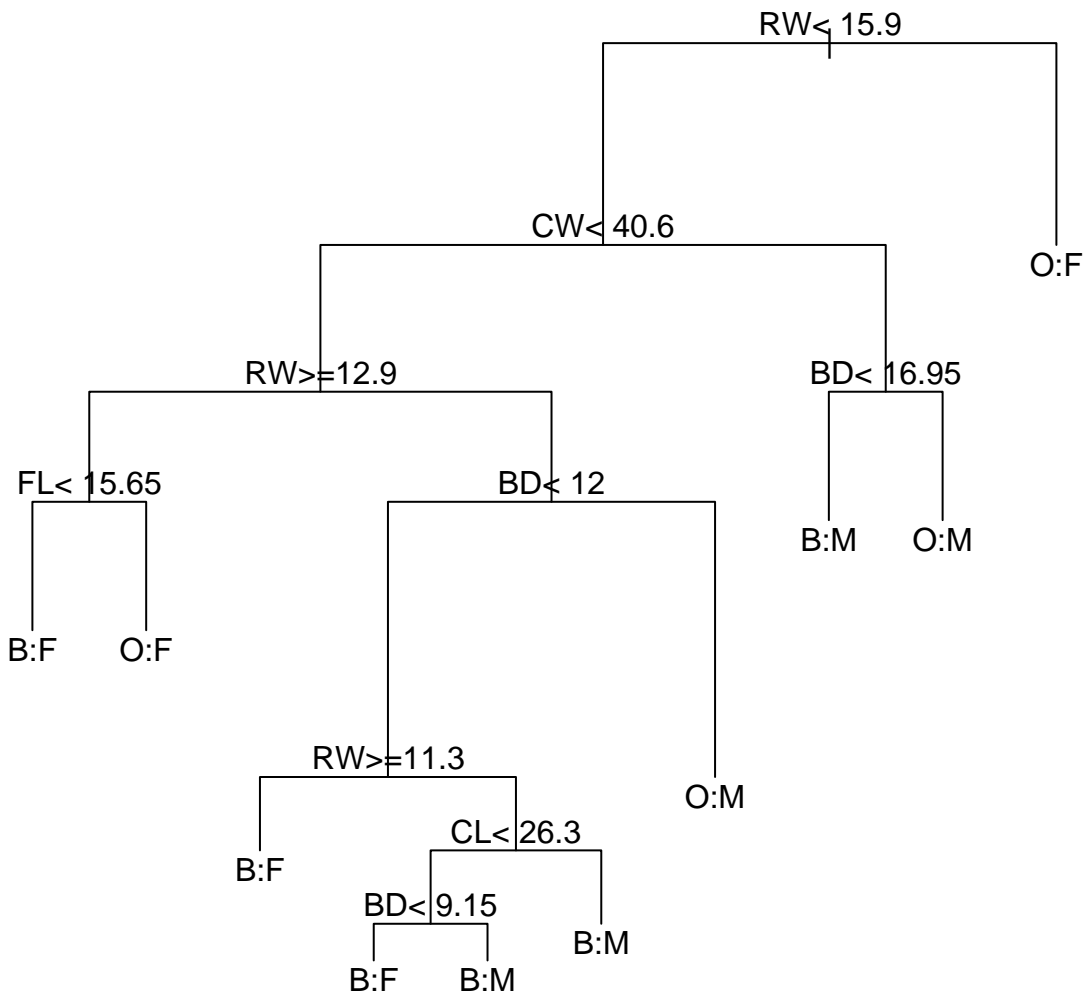 RW< 15.9
CW< 40.6
O:F
RW>=12.9
BD< 16.95
FL< 15.65
BD< 12
B:M
O:M
B:F
O:F
RW>=11.3
O:M
CL< 26.3
B:F
BD< 9.15
B:M
B:F
B:M